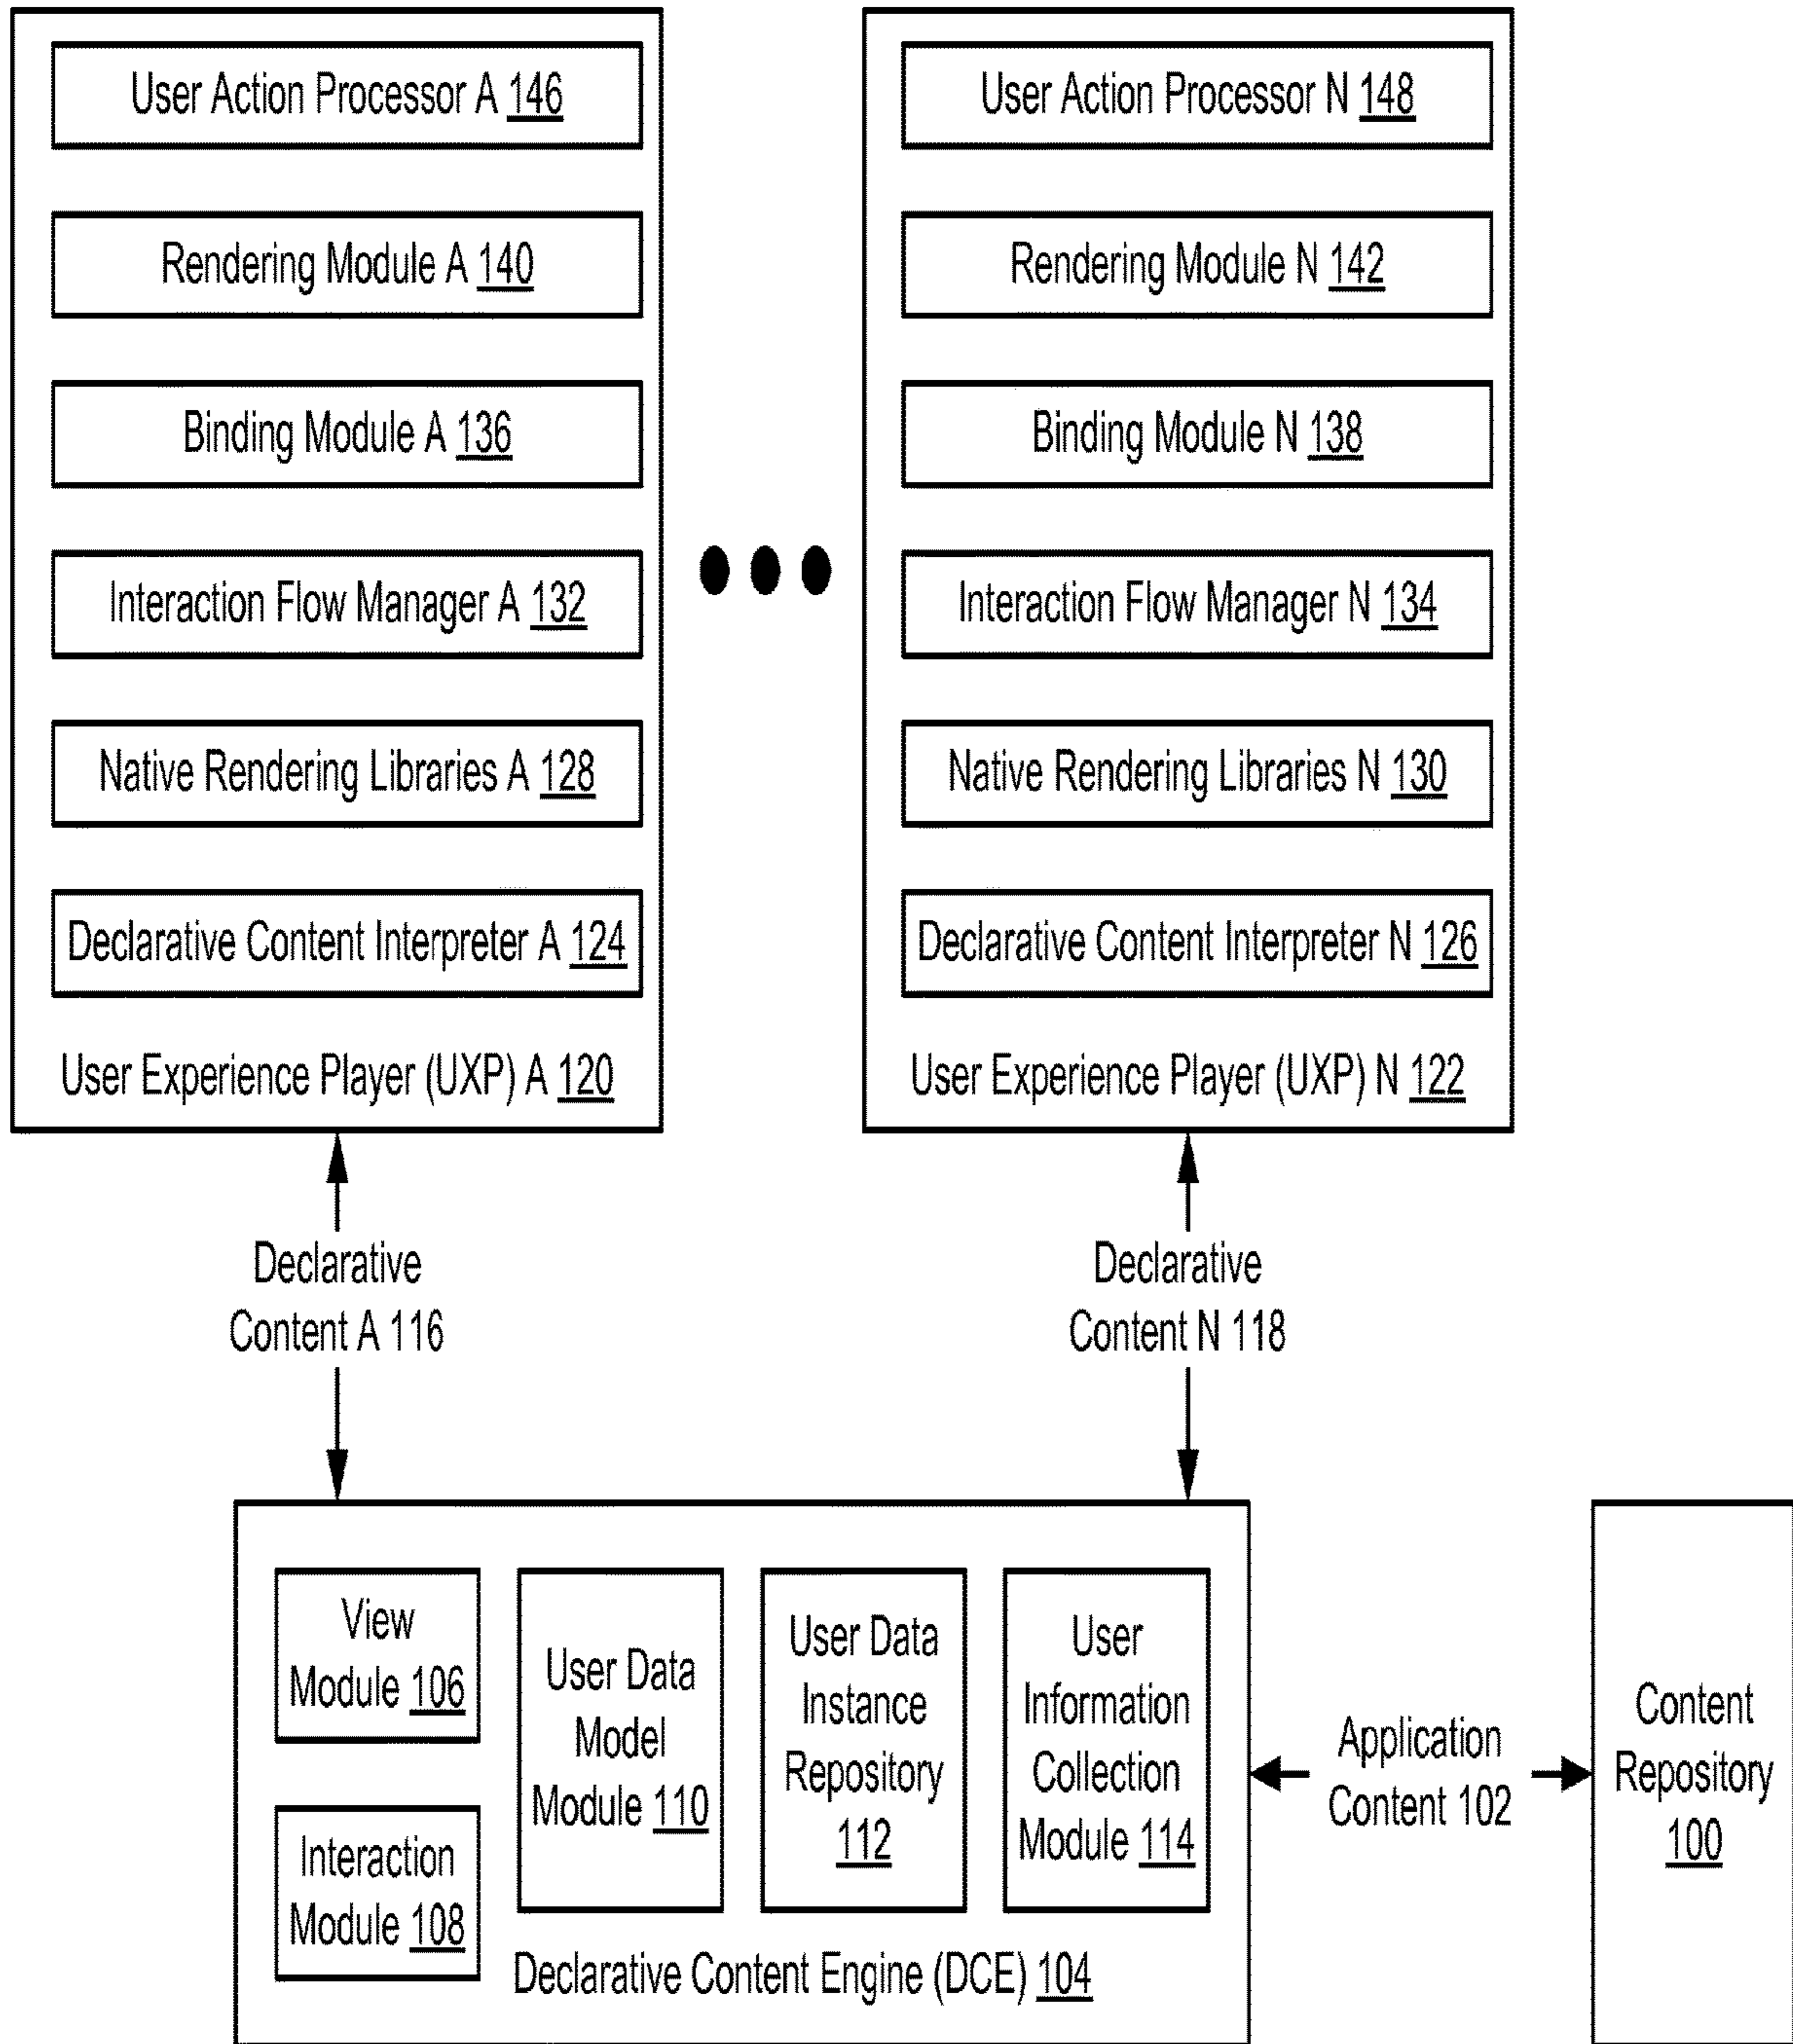 User Action Processor A 146
Rendering Module A 140
Binding Module A 136
Interaction Flow Manager A 132
Native Rendering Libraries A 128
Declarative Content Interpreter A 124
User Experience Player (UXP) A 120
User Action Processor N 148
Rendering Module N 142
Binding Module N 138
Interaction Flow Manager N 134
Native Rendering Libraries N 130
Declarative Content Interpreter N 126
User Experience Player (UXP) N 122
Declarative
Content A 116
Declarative
Content N 118
View
Module 106
Interaction
Module 108
User Data
Model
Module 110
User Data
Instance
Repository
112
User
Information
Collection
Module 114
Declarative Content Engine (DCE) 104
Application
Content 102
Content
Repository
100